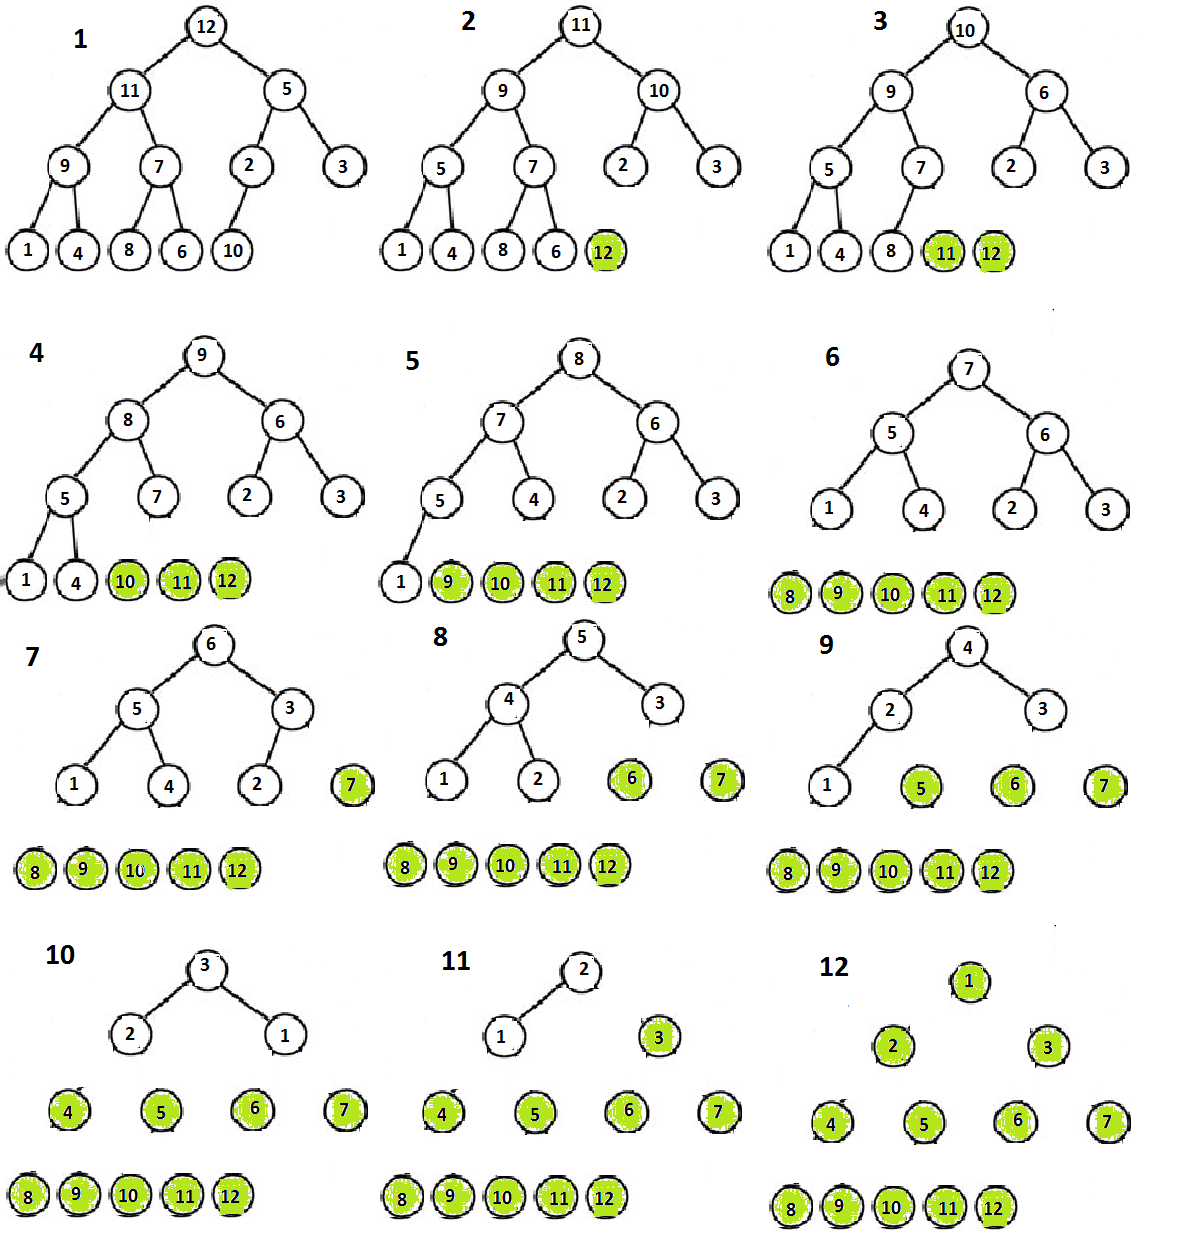 1 2 3
12 11 10
11 5 9 10 9 6
9 7 2 3 5 7 2 3 5 7 2 3
1 4 8 6 10 1 4 8 6 12 1 4 8 11 12
4 5 6
9 8 7
8 6 7 6 5 6
5 7 2 3 5 4 2 3 1 4 2 3
1 4 10 11 12 1 9 10 11 12 8 9 10 11 12
7 8 9
6 5 4
5 3 4 3 2 3
1 4 2 7 1 2 6 7 1 5 6 7
8 9 10 11 12 8 9 10 11 12 8 9 10 11 12
10 11 12
3 2 1
2 1 1 3 2 3
4 5 6 7 4 5 6 7 4 5 6 7
8 9 10 11 12 8 9 10 11 12 8 9 10 11 12